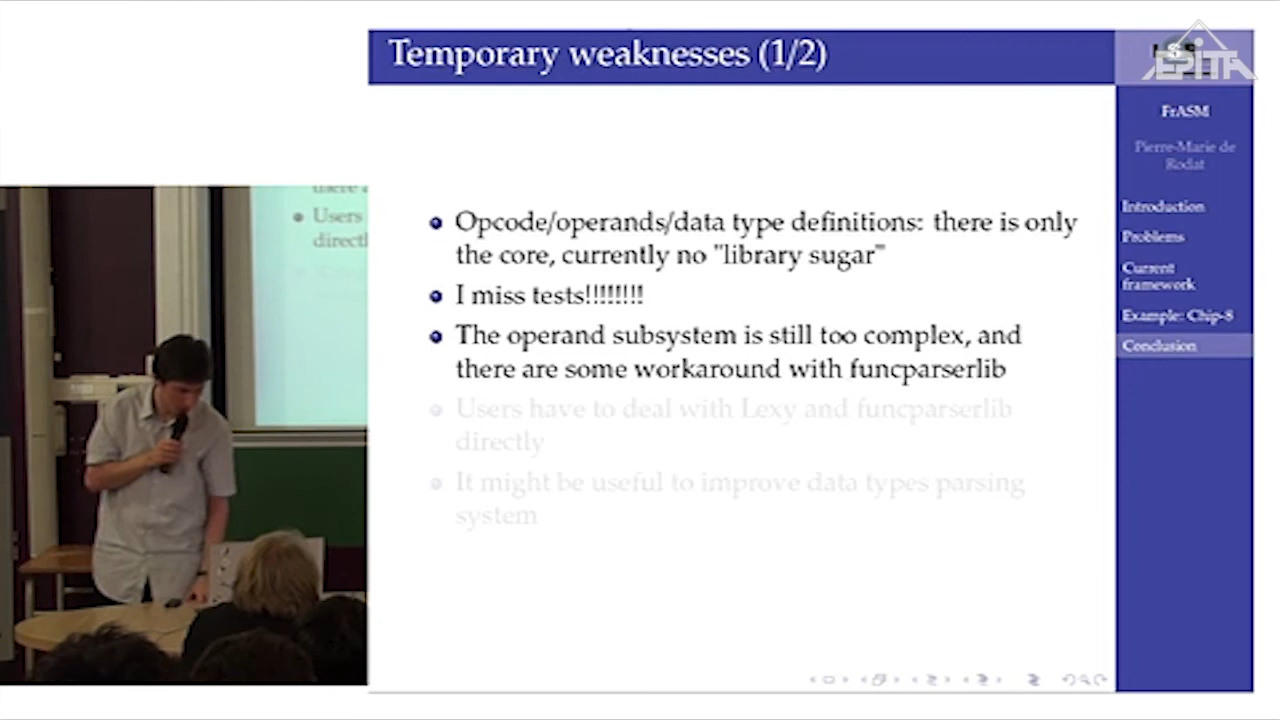 Temporary weaknesses (1/2)
EPITA
FrASM
Pierre-Marie de
Rodat
Introduction
Problems
Current
framework
Example: Chip-8
Conclusion
Opcode/operands/data type definitions: there is only
the core, currently no "library sugar"
I miss tests!!!!!!!!
The operand subsystem is still too complex, and
there are some workaround with funcparserlib
Users have to deal with Lexy and funcparserlib
directly
It might be useful to improve data types parsing
system
Users